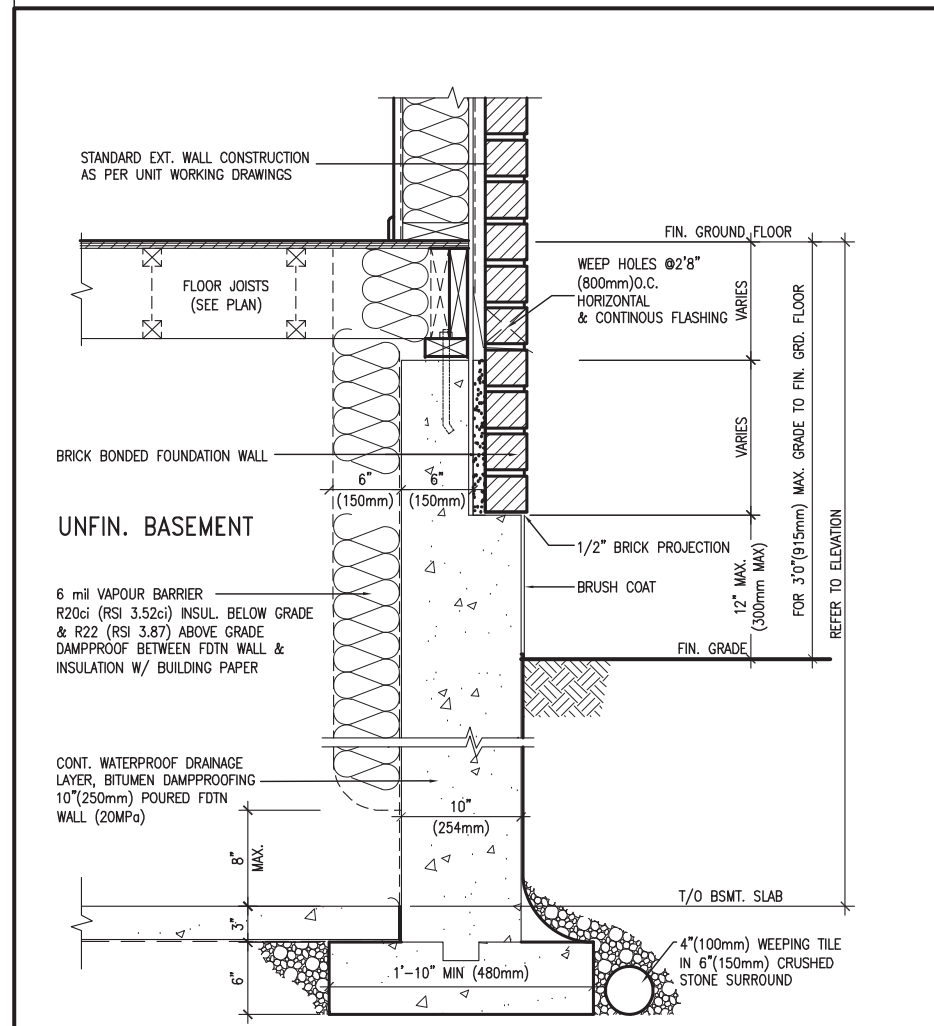 STANDARD EXT. WALL CONSTRUCTION
AS PER UNIT WORKING DRAWINGS
FIN. GROUND FLOOR
FLOOR JOISTS
(SEE PLAN)
WEEP HOLES @2'8"
(800mm)O.C.
HORIZONTAL
& CONTINOUS FLASHING
VARIES
VARIES
FOR 3'0"(915mm) MAX. GRADE TO FIN. GRD. FLOOR
REFER TO ELEVATION
BRICK BONDED FOUNDATION WALL
6"
(150mm)
6"
(150mm)
UNFIN. BASEMENT
1/2" BRICK PROJECTION
BRUSH COAT
12" MAX.
(300mm MAX)
6 mil VAPOUR BARRIER
R20ci (RSI 3.52ci) INSUL. BELOW GRADE
& R22 (RSI 3.87) ABOVE GRADE
DAMPPROOF BETWEEN FDTN WALL &
INSULATION W/ BUILDING PAPER
FIN. GRADE
CONT. WATERPROOF DRAINAGE
LAYER, BITUMEN DAMPPROOFING
10"(250mm) POURED FDTN
WALL (20MPa)
10"
(254mm)
8"
MAX.
T/O BSMT. SLAB
3"
6"
1'-10" MIN (480mm)
4"(100mm) WEEPING TILE
IN 6"(150mm) CRUSHED
STONE SURROUND